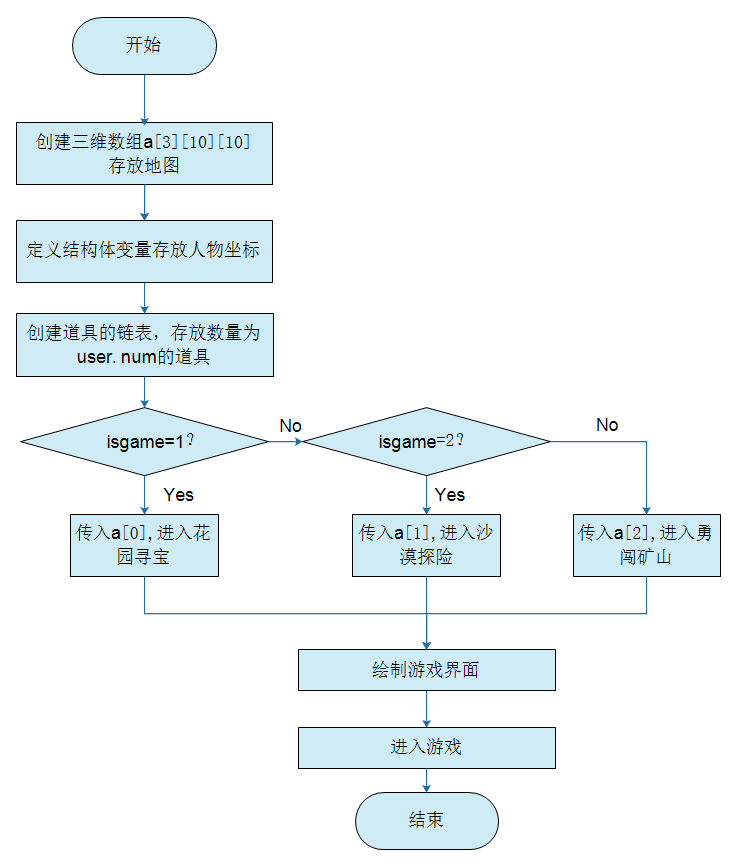 开始
创建三维数组a[3][10][10]
存放地图
定义结构体变量存放人物坐标
创建道具的链表，存放数量为
user.num的道具
isgame=1？
No
isgame=2？
No
Yes
Yes
传入a[0],进入花
园寻宝
传入a[1],进入沙
漠探险
传入a[2],进入勇
闯矿山
绘制游戏界面
进入游戏
结束